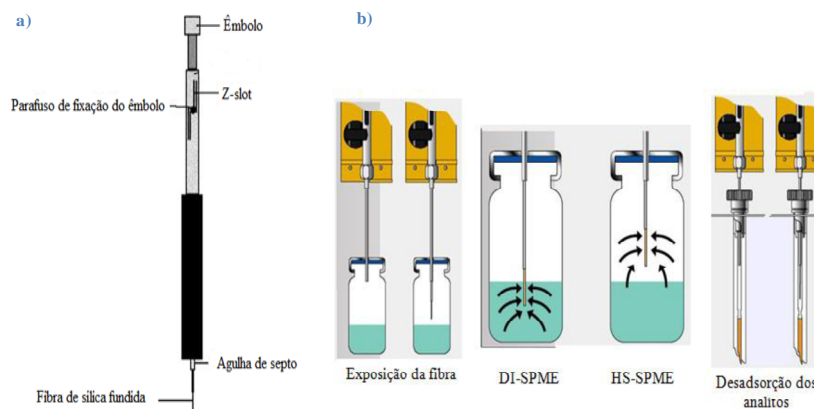 a)
Êmbolo
Z-slot
Parafuso de fixação do êmbolo
Agulha de septo
Fibra de silica fundida
b)
Exposição da fibra
DI-SPME
HS-SPME
Desadsorção dos
analitos